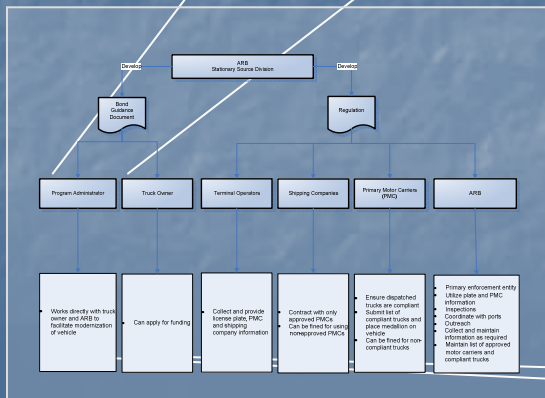 ARB
Stationary Source Division
Develop
Develop
Bond
Guidance
Document
Regulation
Program Administrator
Truck Owner
Terminal Operators
Shipping Companies
Primary Motor Carriers
(PMC)
ARB
• Works directly with truck
owner and ARB to
facilitate modernization
of vehicle
• Can apply for funding
• Collect and provide
license plate, PMC
and shipping
company information
• Contract with only
approved PMCs
• Can be fined for using
non-approved PMCs
• Ensure dispatched
trucks are compliant
• Submit list of
compliant trucks and
place medallion on
vehicle
• Can be fined for non-
compliant trucks
• Primary enforcement entity
• Utilize plate and PMC
information
• Inspections
• Coordinate with ports
• Outreach
• Collect and maintain
information as required
• Maintain list of approved
motor carriers and
compliant trucks